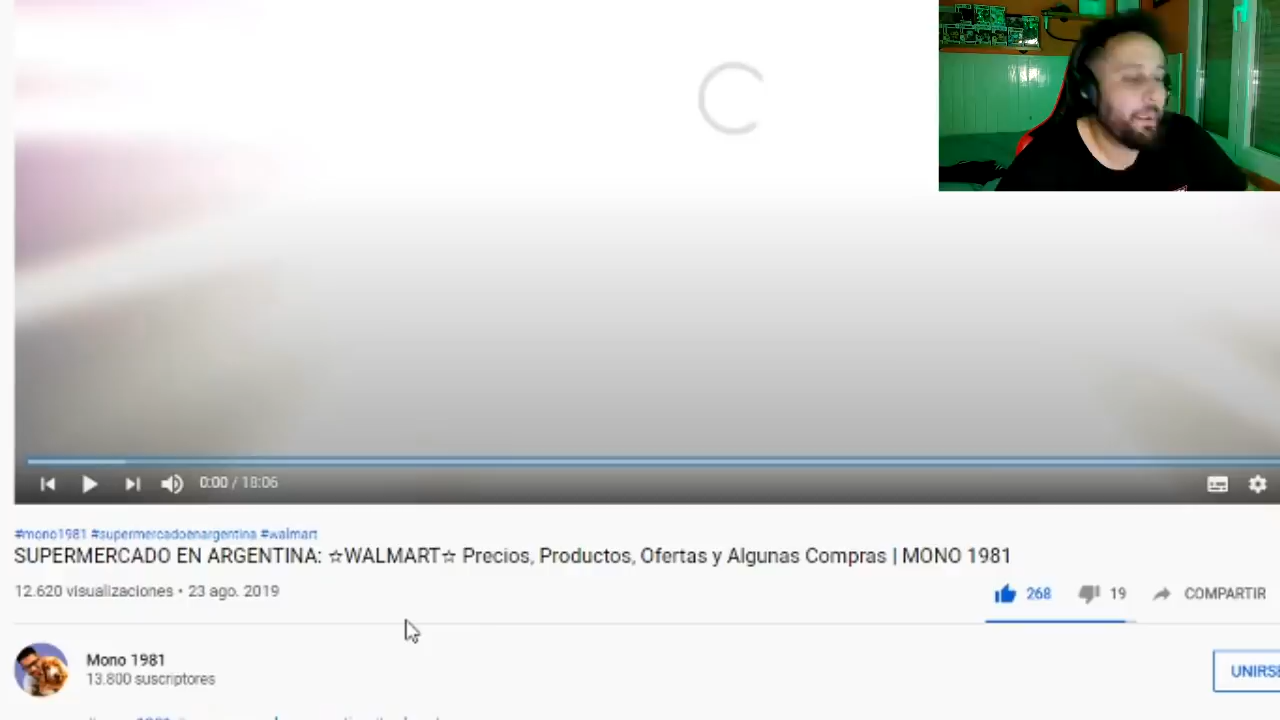 0:00 / 18:06
#mono1981 #supermercadoenargentina #walmart
SUPERMERCADO EN ARGENTINA: ☆WALMART☆ Precios, Productos, Ofertas y Algunas Compras | MONO 1981
12.620 visualizaciones • 23 ago. 2019
268
19
COMPARTIR
Mono 1981
13.800 suscriptores
UNIRSE